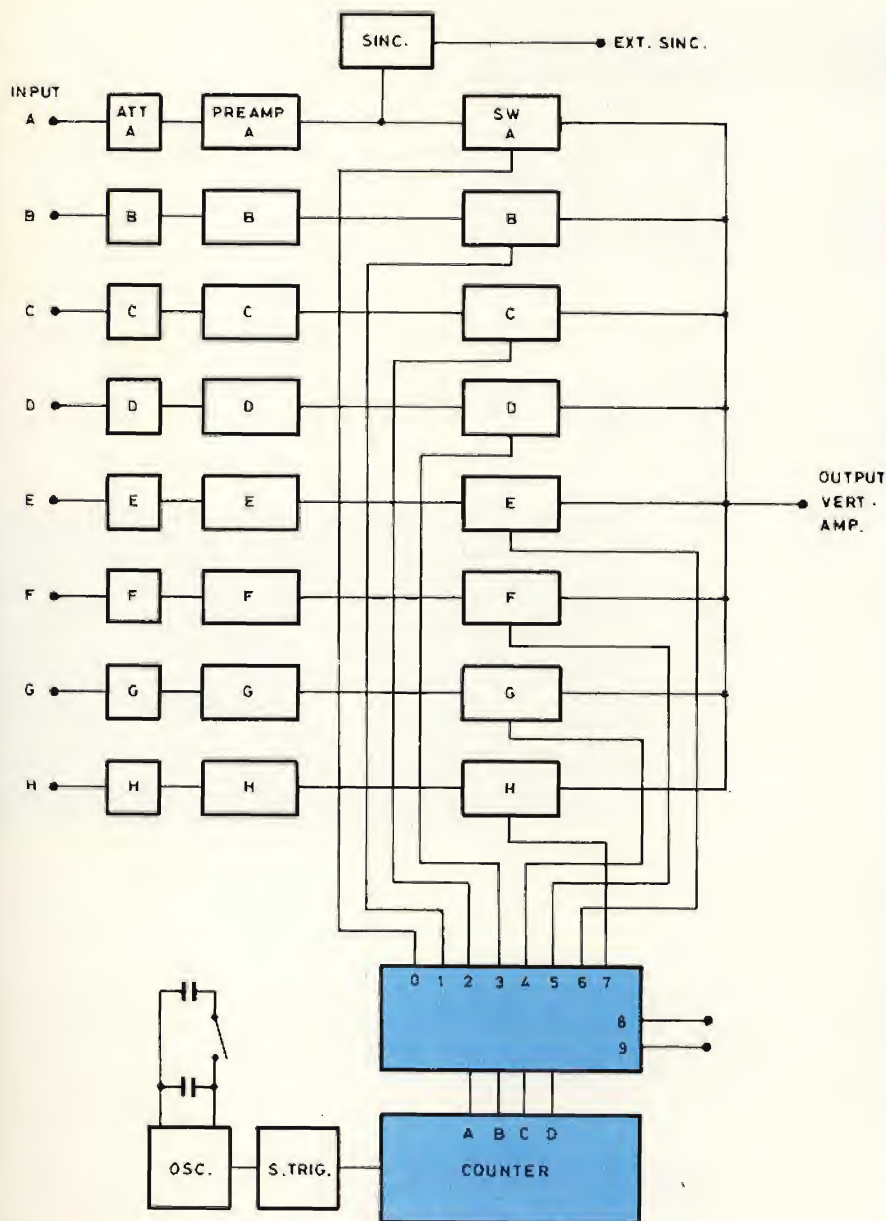 SINC.
EXT. SINC.
INPUT
A
ATT
A
PREAMP
A
SW
A
B
B
B
B
C
C
C
C
D
D
D
D
E
E
E
E
OUTPUT
VERT.
AMP.
F
F
F
F
G
G
G
G
H
H
H
H
0 1 2 3 4 5 6 7
8
9
A B C D
COUNTER
OSC.
S.TRIG.